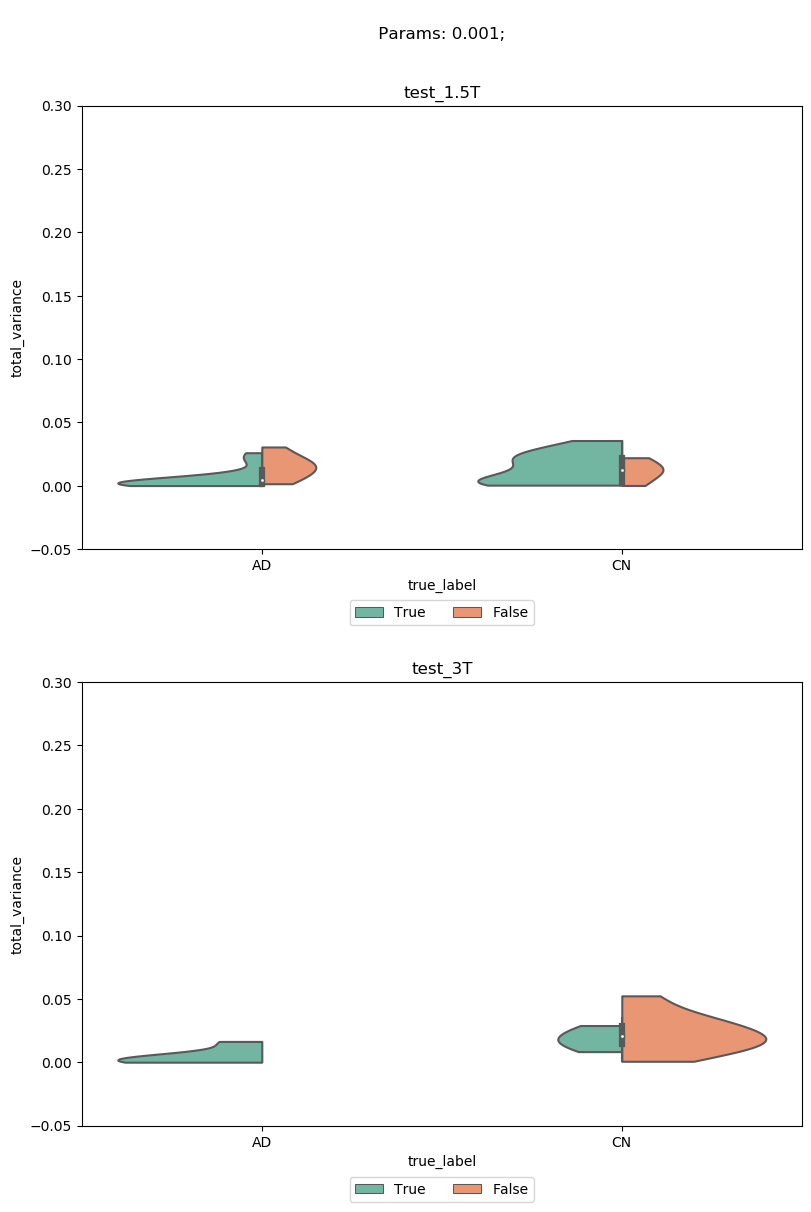 Params: 0.001;
test_1.5T
0.30
0.25
0.20
0.15
0.10
0.05
0.00
−0.05
total_variance
AD CN
true_label
True False
test_3T
0.30
0.25
0.20
0.15
0.10
0.05
0.00
−0.05
total_variance
AD CN
true_label
True False